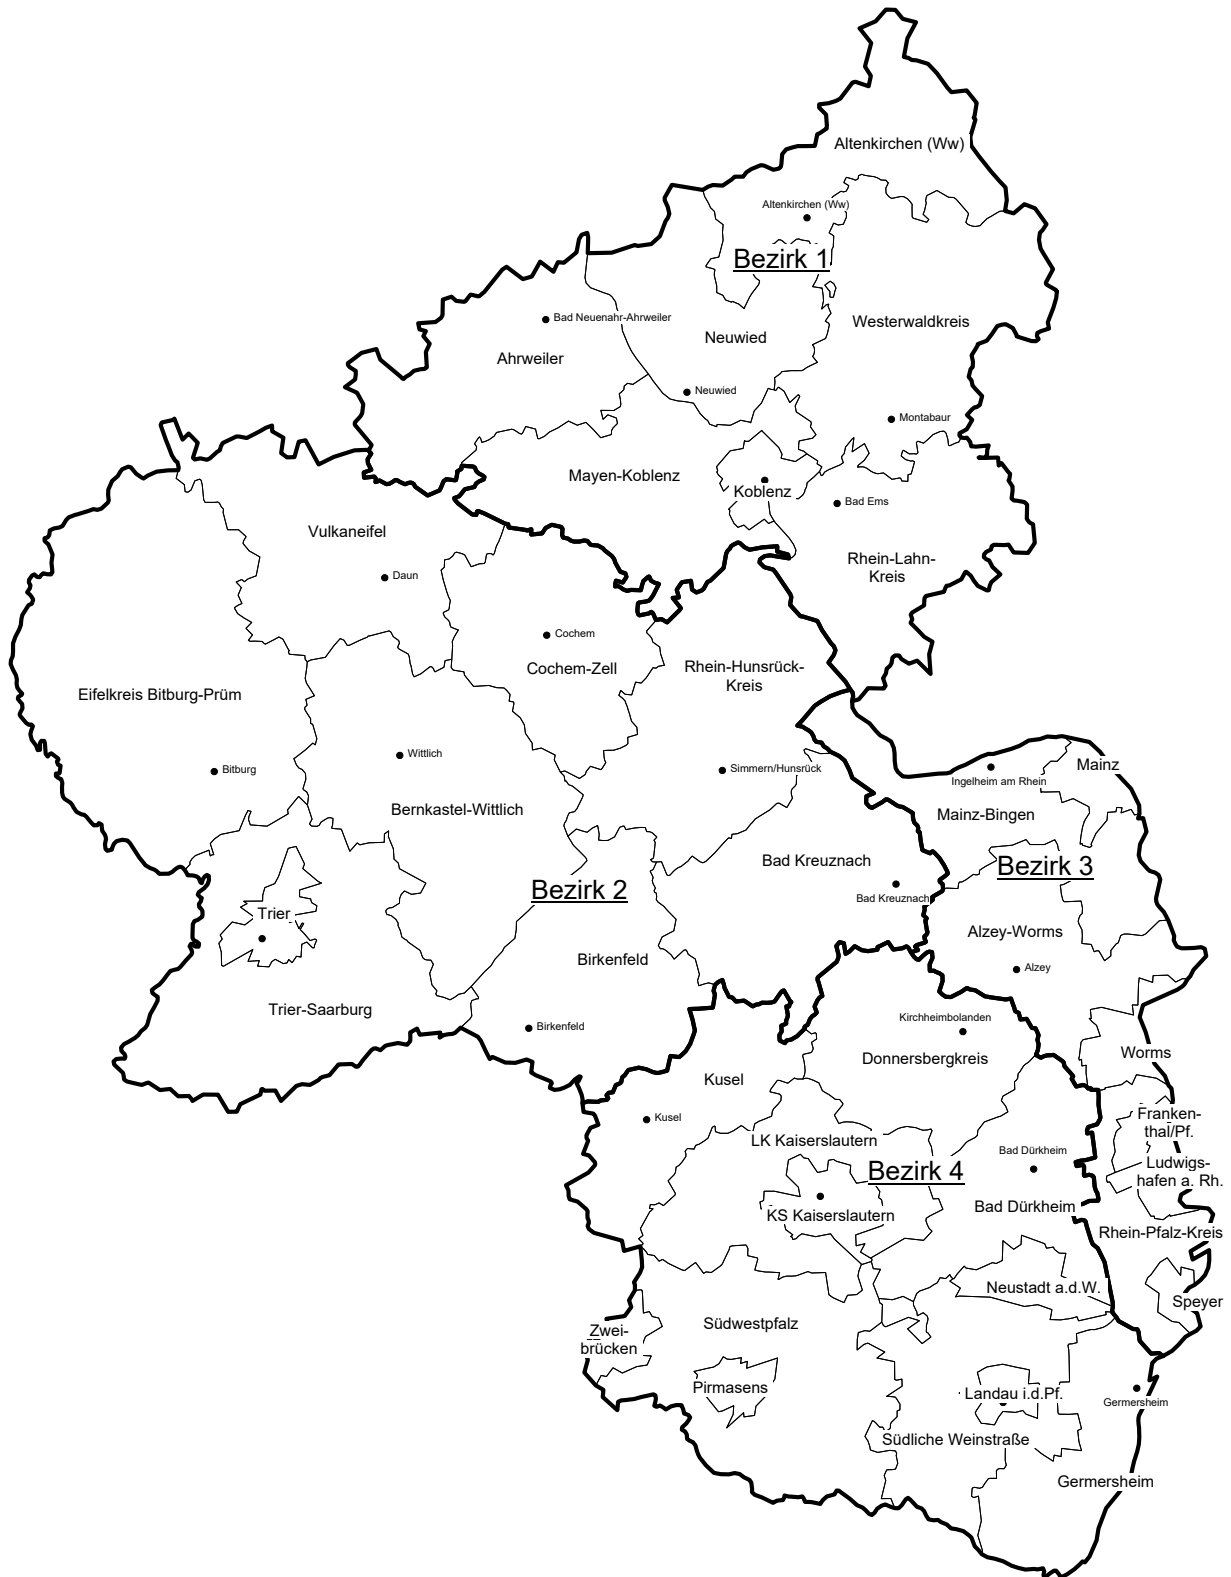 Altenkirchen (Ww)
Altenkirchen (Ww)
Bezirk 1
Bad Neuenahr-Ahrweiler
Westerwaldkreis
Neuwied
Ahrweiler
Neuwied
Montabaur
Mayen-Koblenz
Koblenz
Bad Ems
Vulkaneifel
Rhein-Lahn-
Kreis
Daun
Cochem
Cochem-Zell
Rhein-Hunsrück-
Kreis
Eifelkreis Bitburg-Prüm
Wittlich
Bitburg
Simmern/Hunsrück
Mainz
Ingelheim am Rhein
Bernkastel-Wittlich
Mainz-Bingen
Bad Kreuznach
Bezirk 3
Bezirk 2
Bad Kreuznach
Trier
Alzey-Worms
Birkenfeld
Alzey
Trier-Saarburg
Kirchheimbolanden
Birkenfeld
Worms
Donnersbergkreis
Kusel
Kusel
Franken-
thal/Pf.
LK Kaiserslautern
Bad Dürkheim
Bezirk 4
Ludwigs-
hafen a. Rh.
Bad Dürkheim
KS Kaiserslautern
Rhein-Pfalz-Kreis
Neustadt a.d.W.
Speyer
Südwestpfalz
Zwei-
brücken
Pirmasens
Landau i.d.Pf.
Germersheim
Südliche Weinstraße
Germersheim